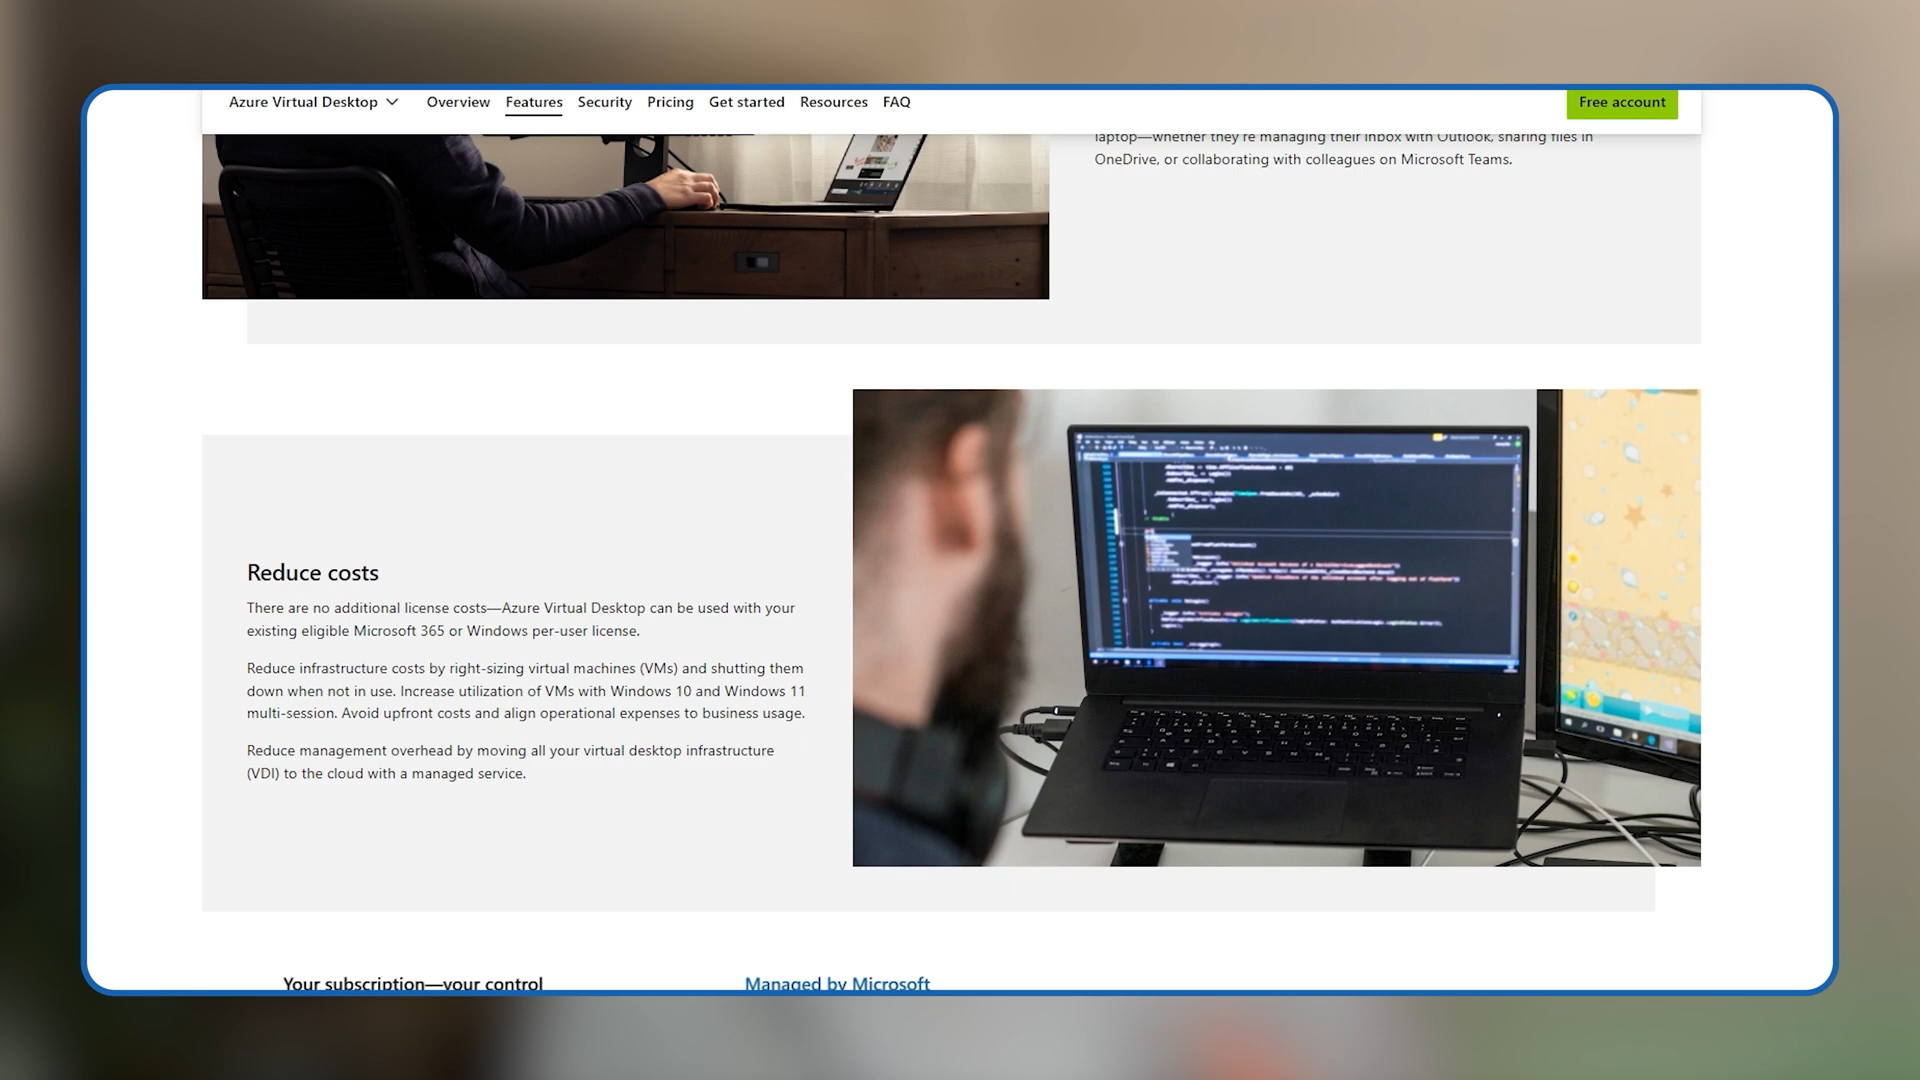 Azure Virtual Desktop Overview Features Security Pricing Get started Resources FAQ Free account
laptop—whether they're managing their inbox with Outlook, sharing files in
OneDrive, or collaborating with colleagues on Microsoft Teams.
Reduce costs
There are no additional license costs—Azure Virtual Desktop can be used with your
existing eligible Microsoft 365 or Windows per-user license.
Reduce infrastructure costs by right-sizing virtual machines (VMs) and shutting them
down when not in use. Increase utilization of VMs with Windows 10 and Windows 11
multi-session. Avoid upfront costs and align operational expenses to business usage.
Reduce management overhead by moving all your virtual desktop infrastructure
(VDI) to the cloud with a managed service.
Your subscription—your control
Managed by Microsoft